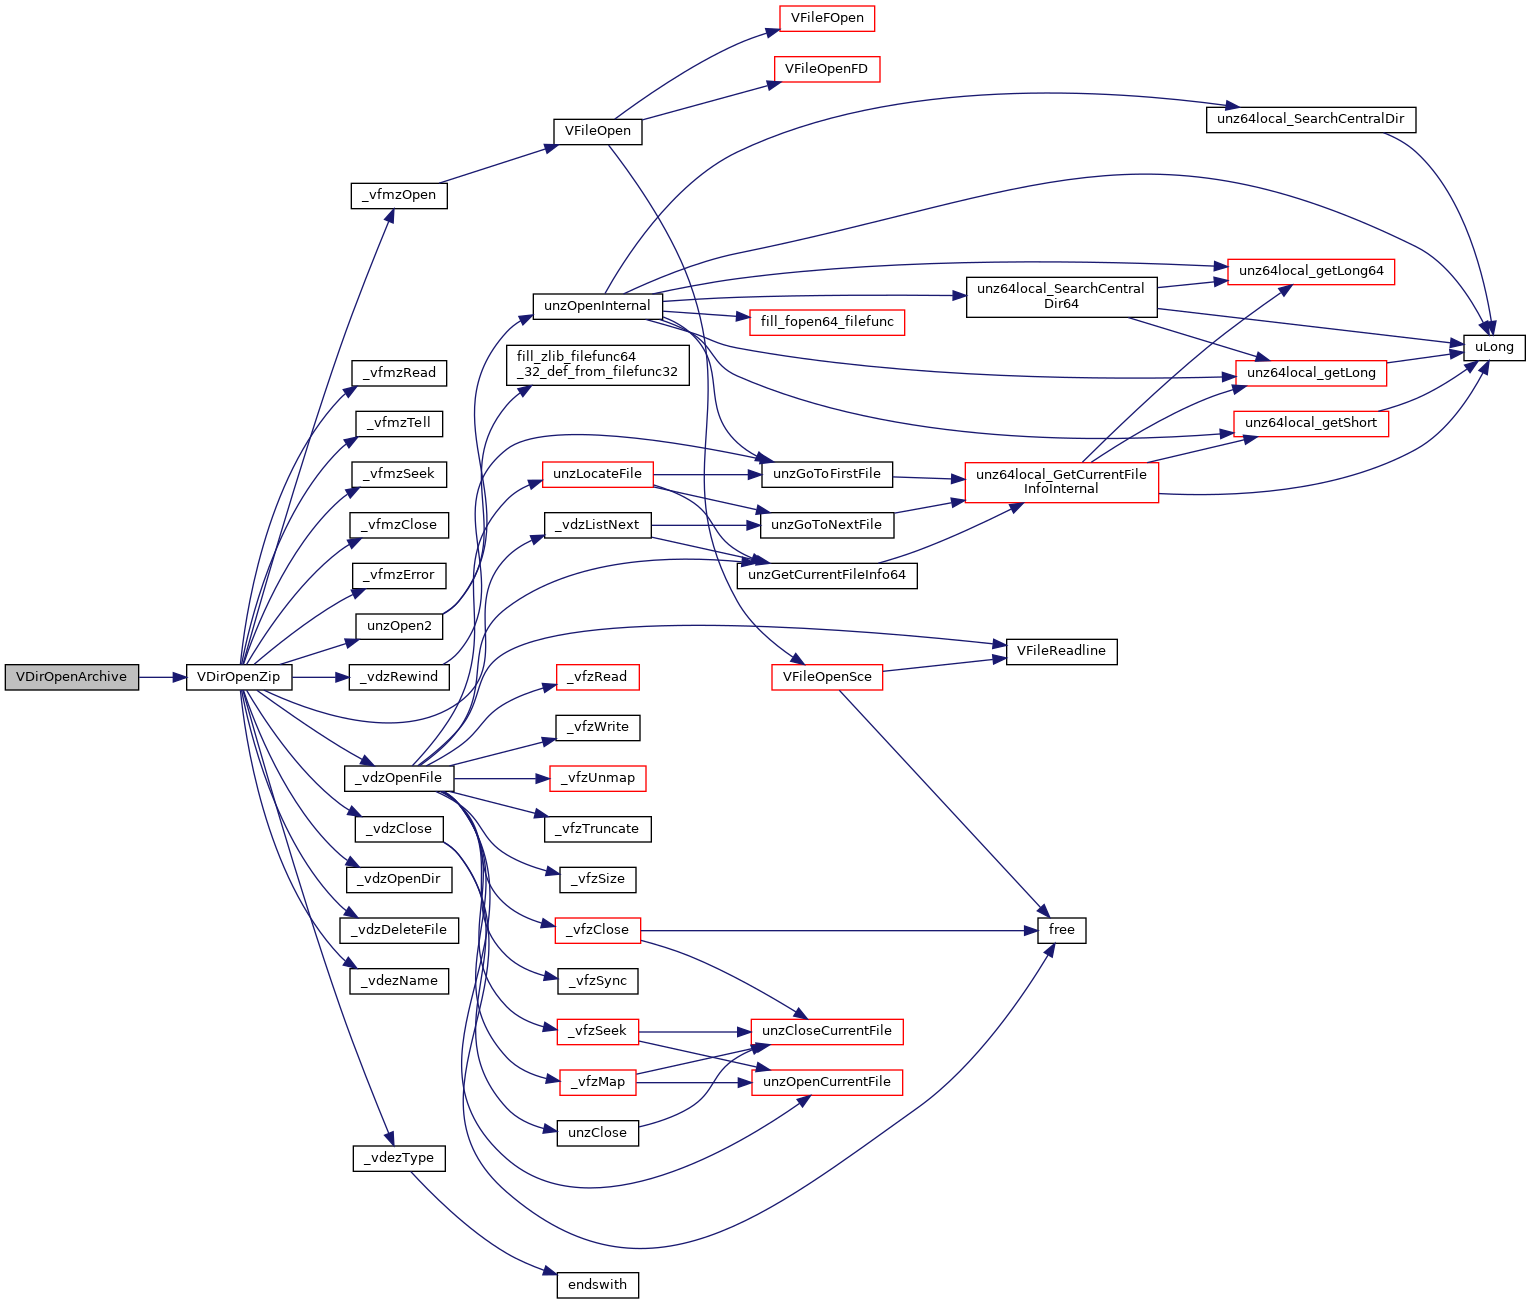 VFileFOpen
VFileOpenFD
unz64local_SearchCentralDir
VFileOpen
_vfmzOpen
unz64local_getLong64
unz64local_SearchCentral
Dir64
unzOpenInternal
fill_fopen64_filefunc
uLong
fill_zlib_filefunc64
_32_def_from_filefunc32
_vfmzRead
unz64local_getLong
_vfmzTell
unz64local_getShort
_vfmzSeek
unzLocateFile
unzGoToFirstFile
unz64local_GetCurrentFile
InfoInternal
_vfmzClose
_vdzListNext
unzGoToNextFile
_vfmzError
unzGetCurrentFileInfo64
unzOpen2
VFileReadline
VDirOpenArchive
VDirOpenZip
_vdzRewind
_vfzRead
VFileOpenSce
_vfzWrite
_vdzOpenFile
_vfzUnmap
_vdzClose
_vfzTruncate
_vdzOpenDir
_vfzSize
_vdzDeleteFile
_vfzClose
free
_vdezName
_vfzSync
_vfzSeek
unzCloseCurrentFile
_vfzMap
unzOpenCurrentFile
unzClose
_vdezType
endswith